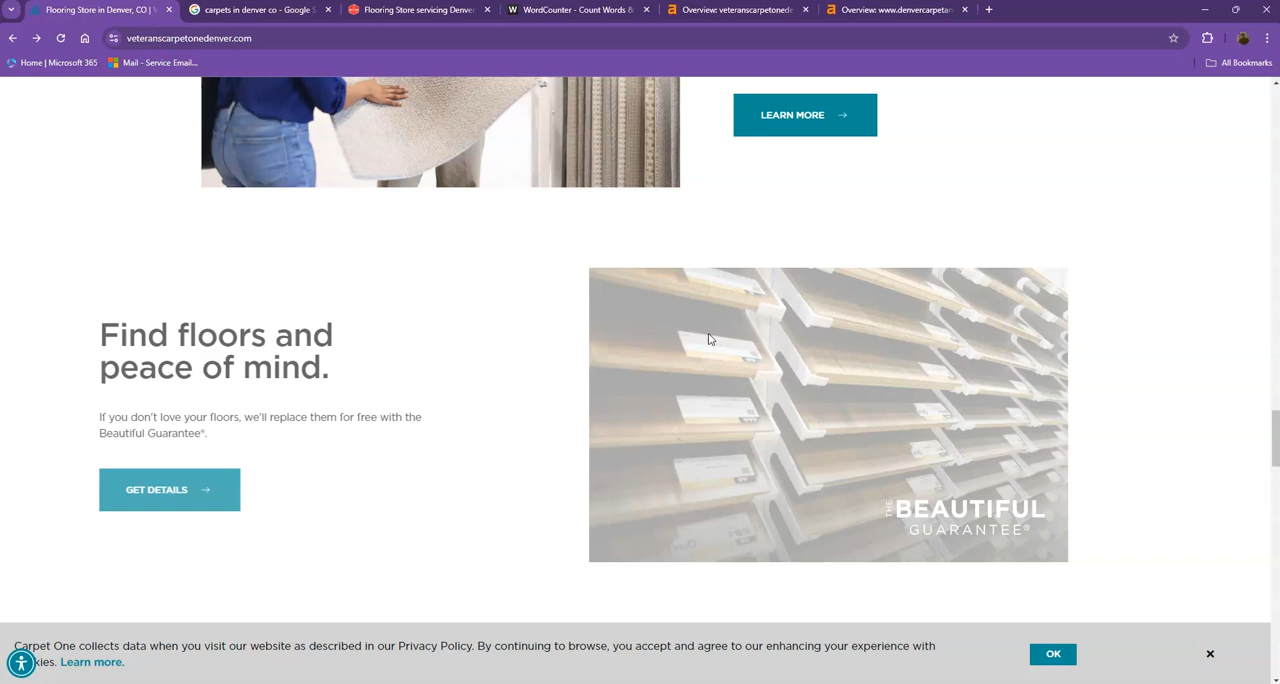 Flooring Store in Denver, CO |
carpets in denver co - Google S
Flooring Store servicing Denver
WordCounter - Count Words &
Overview: veteranscarpetonede
Overview: www.denvercarpetan
veteranscarpetonedenver.com
Home | Microsoft 365
Mail - Service Email...
All Bookmarks
LEARN MORE →
Find floors and
peace of mind.
If you don't love your floors, we'll replace them for free with the
Beautiful Guarantee®.
GET DETAILS →
THE BEAUTIFUL
GUARANTEE®
Carpet One collects data when you visit our website as described in our Privacy Policy. By continuing to browse, you accept and agree to our enhancing your experience with
kies. Learn more.
OK